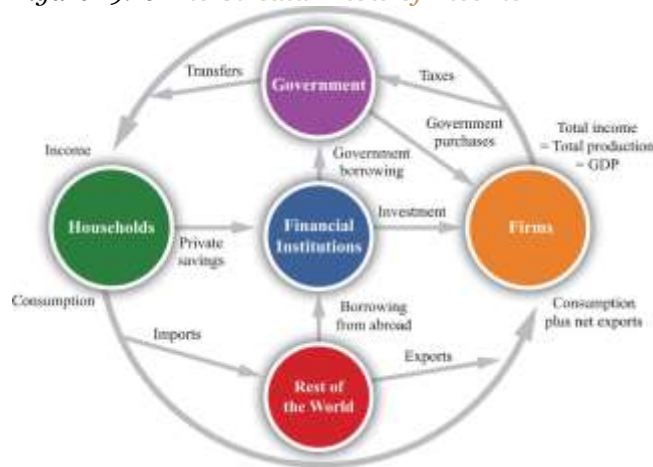 Transfers
Government
Taxes
Government
purchases
Total income
= Total production
= GDP
Income
Government
borrowing
Households
Financial
Institutions
Investment
Firms
Private
savings
Consumption
Borrowing
from abroad
Consumption
plus net exports
Imports
Exports
Rest of
the World